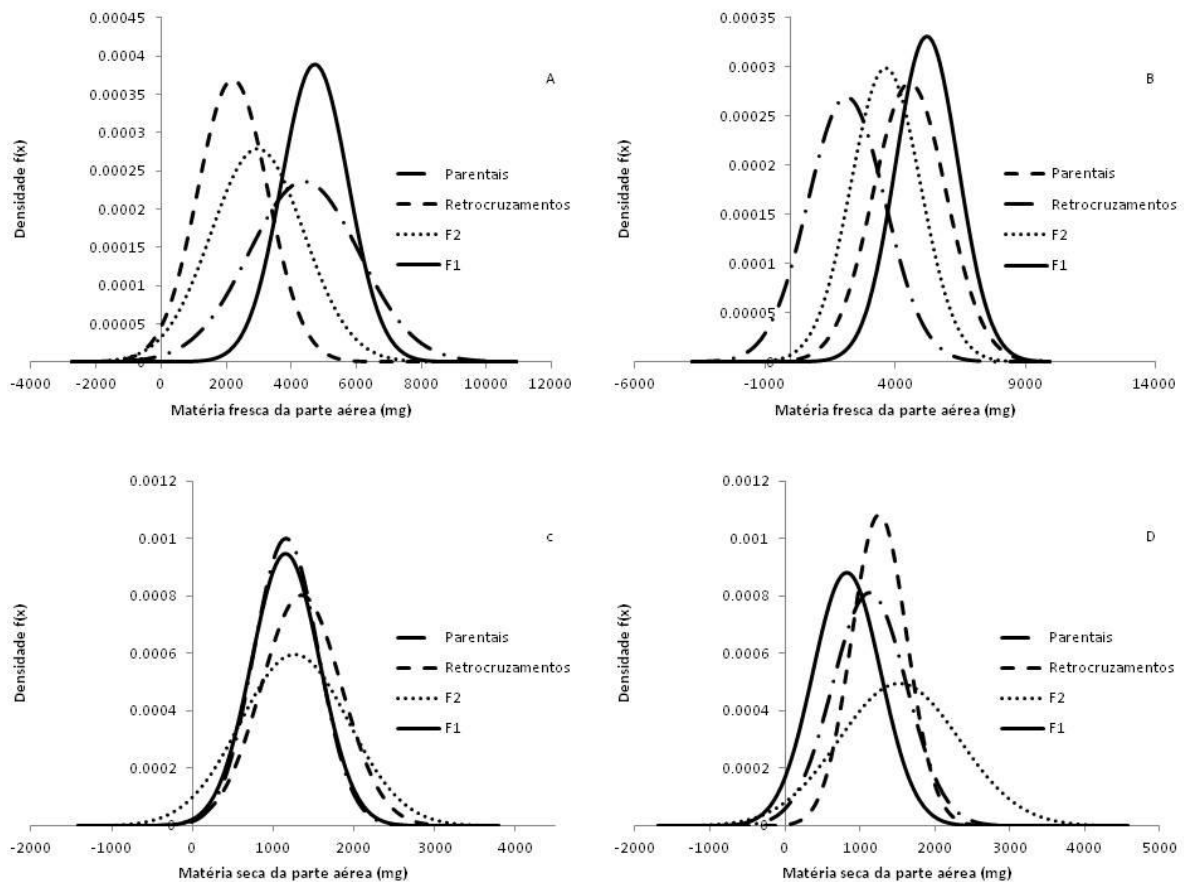 0.00045
0.0004
0.00035
0.0003
0.00025
0.0002
0.00015
0.0001
0.00005
0
-4000 -2000 0 2000 4000 6000 8000 10000 12000
Densidade f(x)
Matéria fresca da parte aérea (mg)
A
Parentais
Retrocruzamentos
F2
F1
0.00035
0.0003
0.00025
0.0002
0.00015
0.0001
0.00005
0
-6000 -1000 4000 9000 14000
Densidade f(x)
Matéria fresca da parte aérea (mg)
B
Parentais
Retrocruzamentos
F2
F1
0.0012
0.001
0.0008
0.0006
0.0004
0.0002
0
-2000 -1000 0 1000 2000 3000 4000
Densidade f(x)
Matéria seca da parte aérea (mg)
c
Parentais
Retrocruzamentos
F2
F1
0.0012
0.001
0.0008
0.0006
0.0004
0.0002
0
-2000 -1000 0 1000 2000 3000 4000 5000
Densidade f(x)
Matéria seca da parte aérea (mg)
D
Parentais
Retrocruzamentos
F2
F1